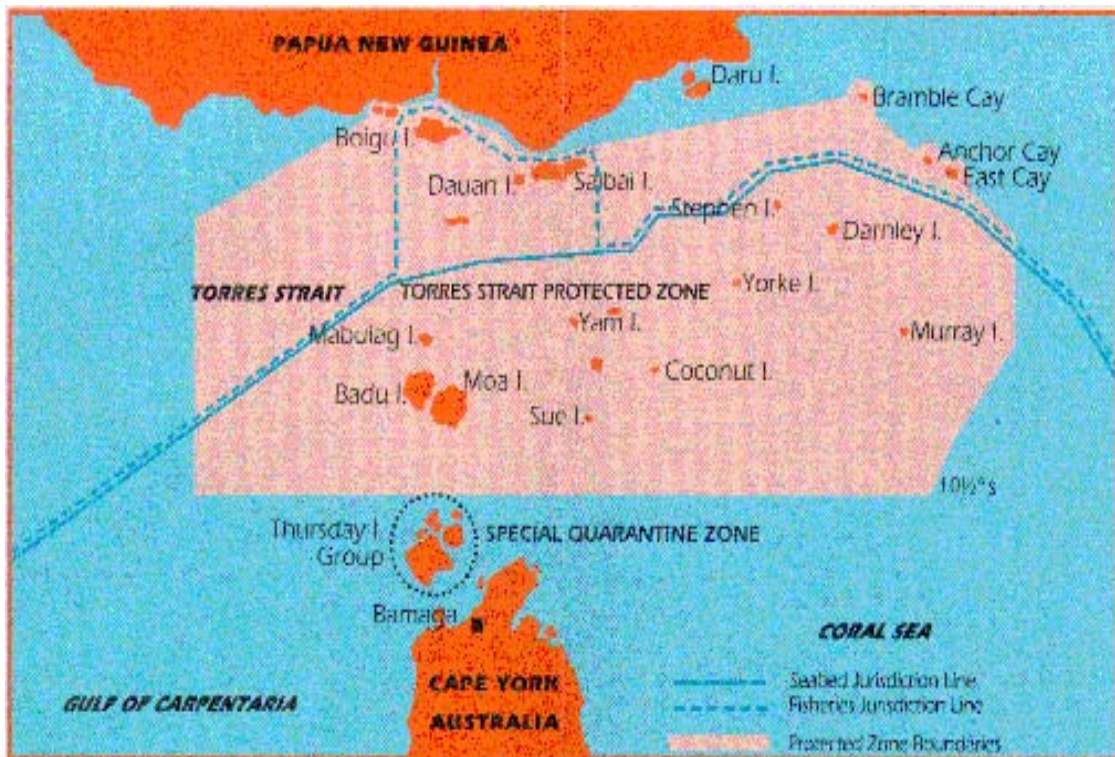 PAPUA NEW GUINEA
Daru I.
Bramble Cay
Boigu I.
Anchor Cay
East Cay
Dauan I.
Saibai I.
Stephen I.
Darnley I.
TORRES STRAIT
TORRES STRAIT PROTECTED ZONE
Yorke I.
Yam I.
Mabuiag I.
Murray I.
Coconut I.
Moa I.
Badu I.
Sue I.
10½° s
Thursday I.
Group
SPECIAL QUARANTINE ZONE
Bamaga
CORAL SEA
CAPE YORK
AUSTRALIA
GULF OF CARPENTARIA
Seabed Jurisdiction Line
Fisheries Jurisdiction Line
Protected Zone Boundaries